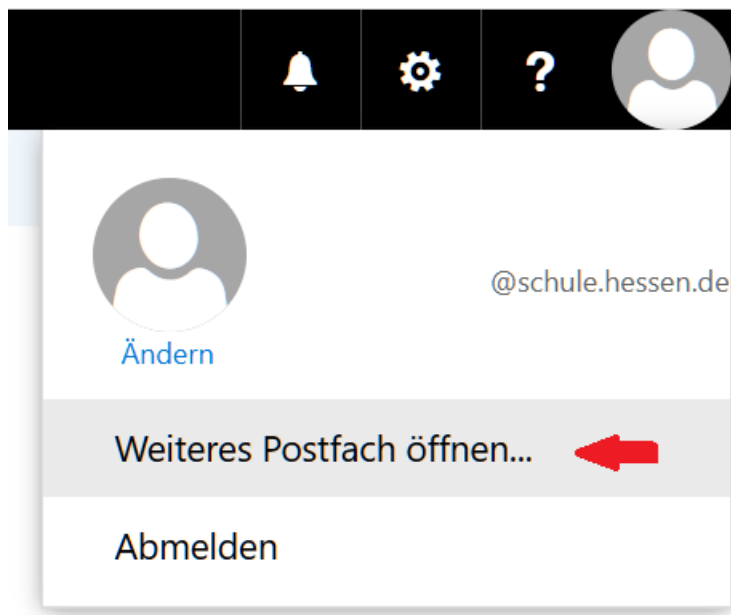 ?
@schule.hessen.de
Ändern
Weiteres Postfach öffnen...
Abmelden